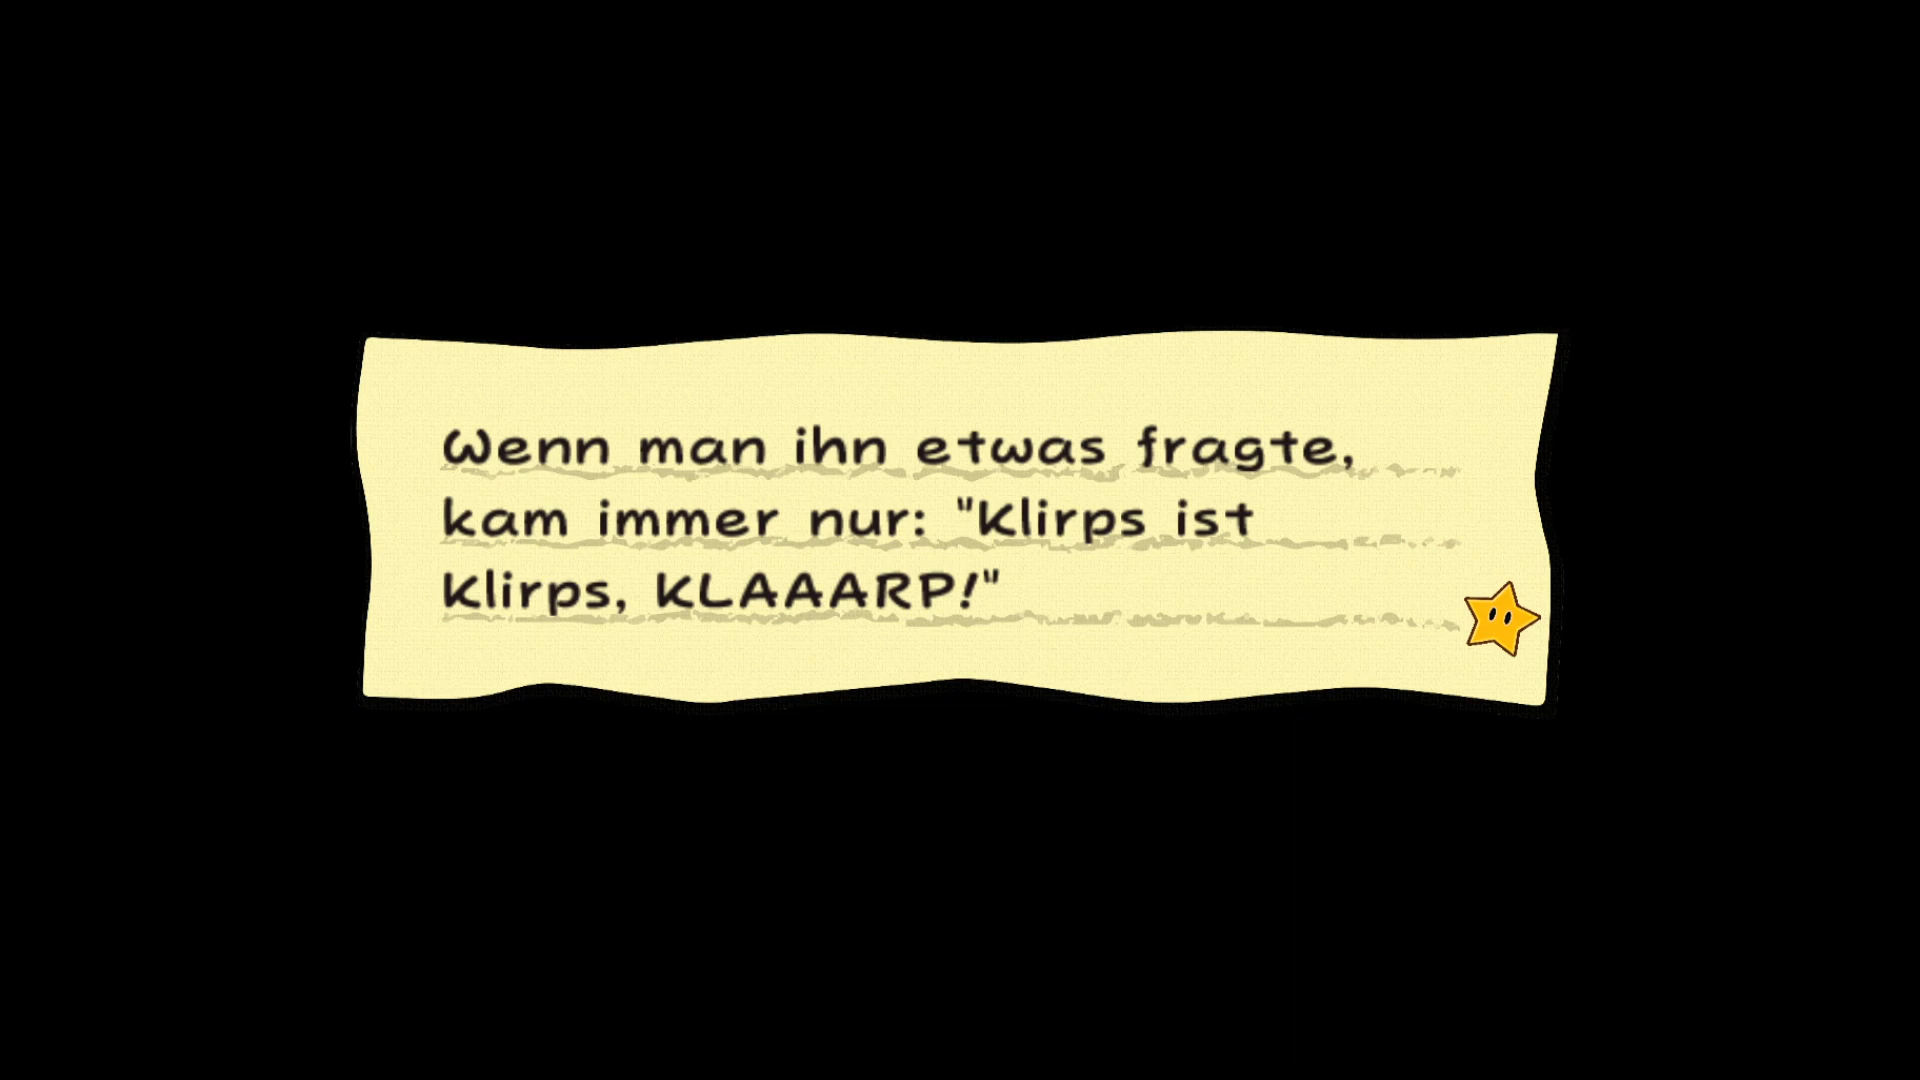 Wenn man ihn etwas fragte,
kam immer nur: "Klirps ist
Klirps, KLAAARP!"